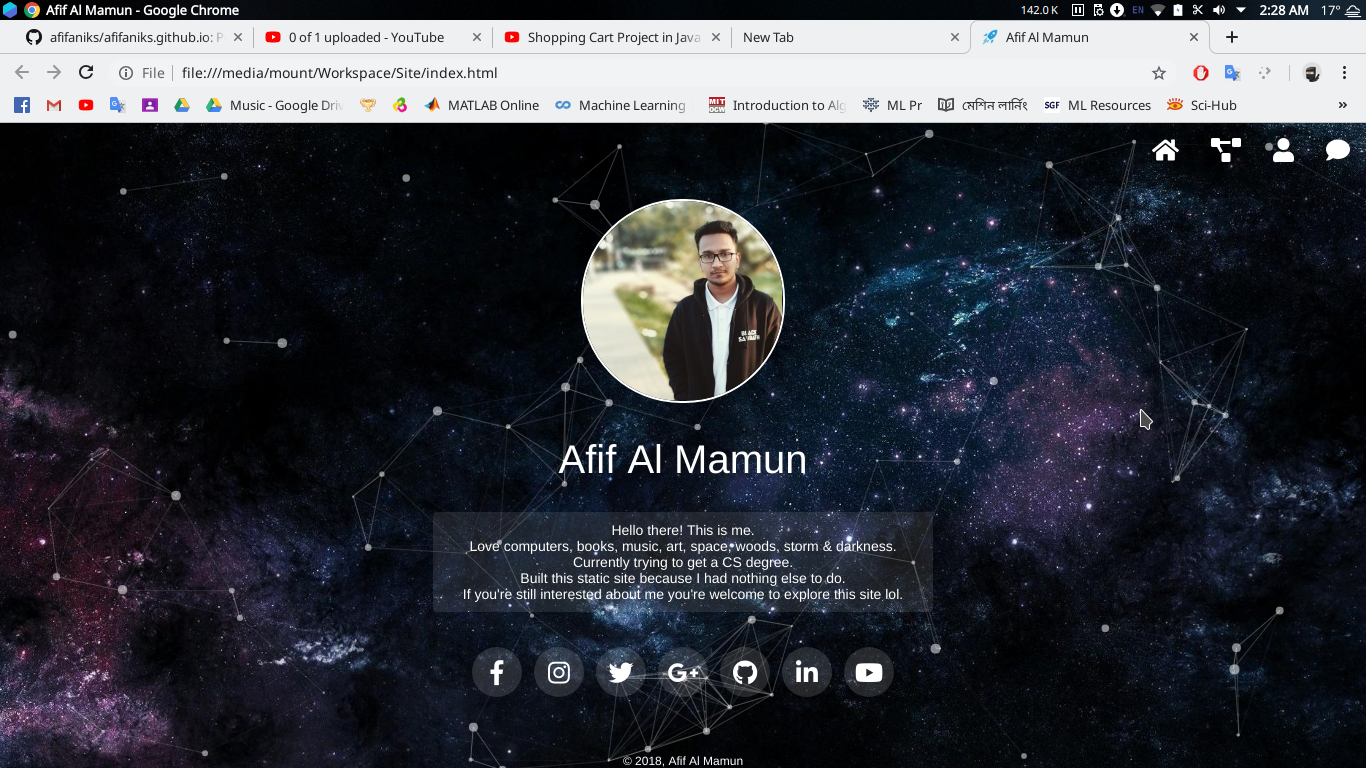 Afif Al Mamun - Google Chrome
142.0 K
EN
2:28 AM
17°
afifaniks/afifaniks.github.io: P
0 of 1 uploaded - YouTube
Shopping Cart Project in Java
New Tab
Afif Al Mamun
File
file:///media/mount/Workspace/Site/index.html
Music - Google Driv
MATLAB Online
Machine Learning
MIT OCW
Introduction to Alg
ML Pr
মেশিন লার্নিং
SGF
ML Resources
Sci-Hub
»
BLACK
SABBATH
Afif Al Mamun
Hello there! This is me.
Love computers, books, music, art, space, woods, storm & darkness.
Currently trying to get a CS degree.
Built this static site because I had nothing else to do.
If you're still interested about me you're welcome to explore this site lol.
© 2018, Afif Al Mamun